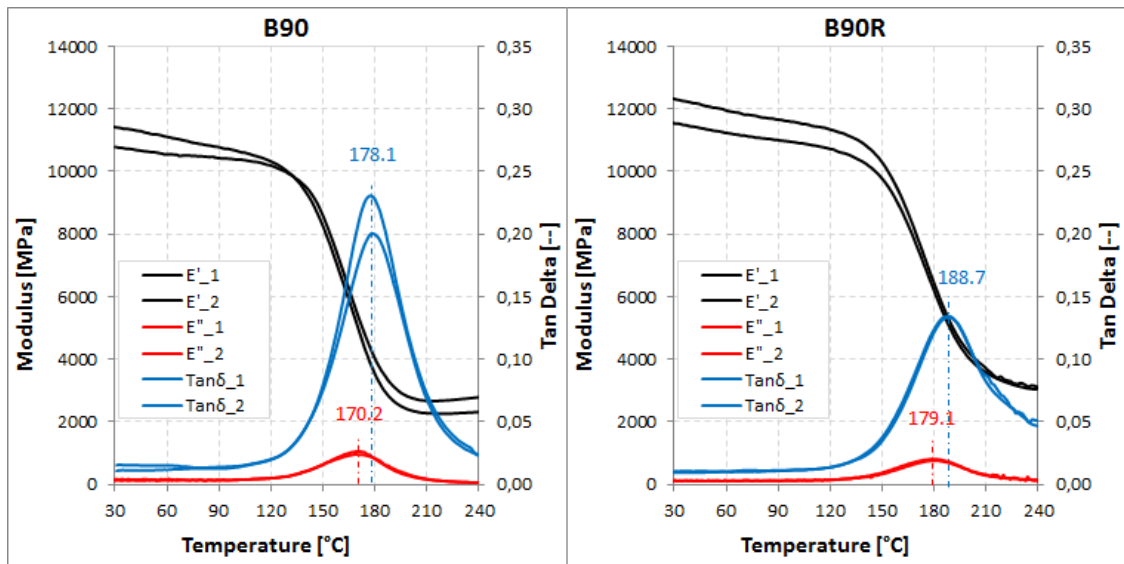 B90
14000
12000
10000
8000
6000
4000
2000
0
0,35
0,30
0,25
0,20
0,15
0,10
0,05
0,00
30 60 90 120 150 180 210 240
Modulus [MPa]
Tan Delta [--]
Temperature [°C]
178.1
170.2
E'_1
E'_2
E"_1
E"_2
Tanδ_1
Tanδ_2
B90R
14000
12000
10000
8000
6000
4000
2000
0
0,35
0,30
0,25
0,20
0,15
0,10
0,05
0,00
30 60 90 120 150 180 210 240
Modulus [MPa]
Tan Delta [--]
Temperature [°C]
188.7
179.1
E'_1
E'_2
E"_1
E"_2
Tanδ_1
Tanδ_2